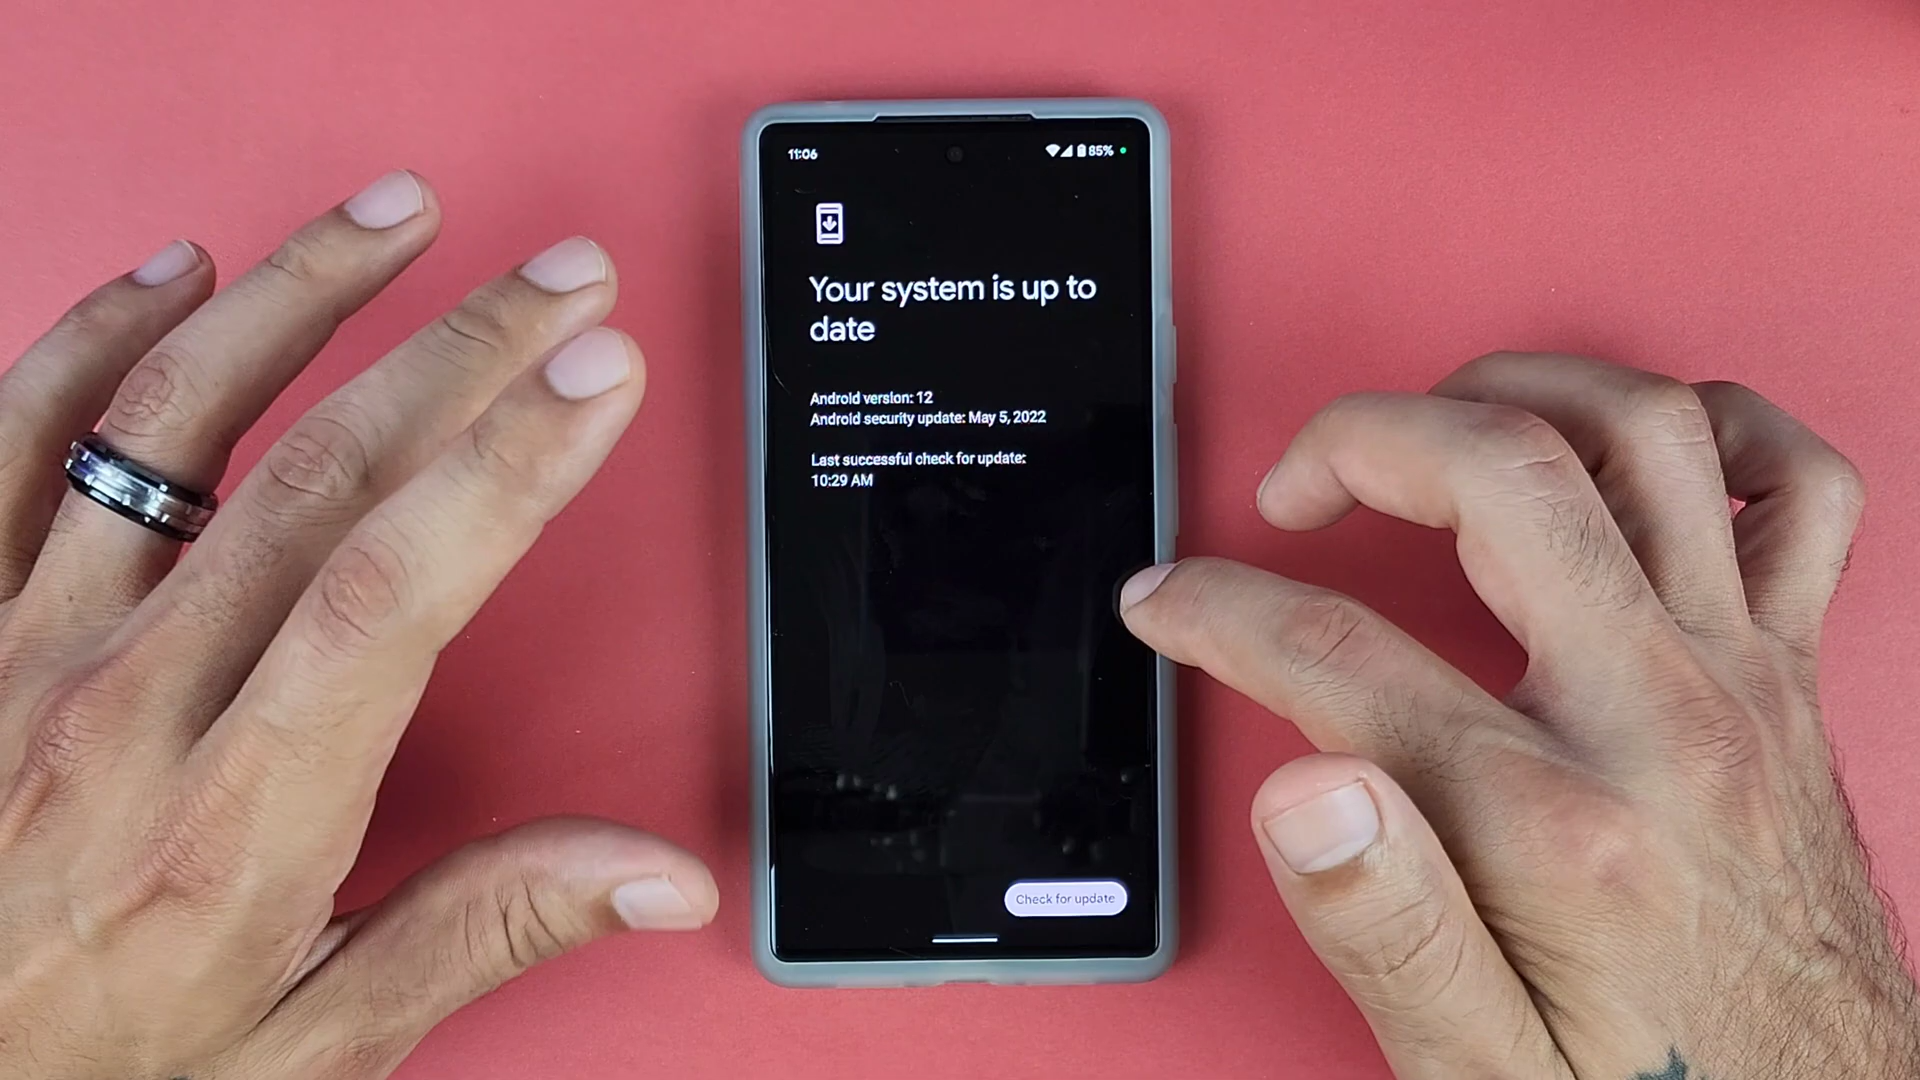 11:06 85%
Your system is up to
date
Android version: 12
Android security update: May 5, 2022
Last successful check for update:
10:29 AM
Check for update